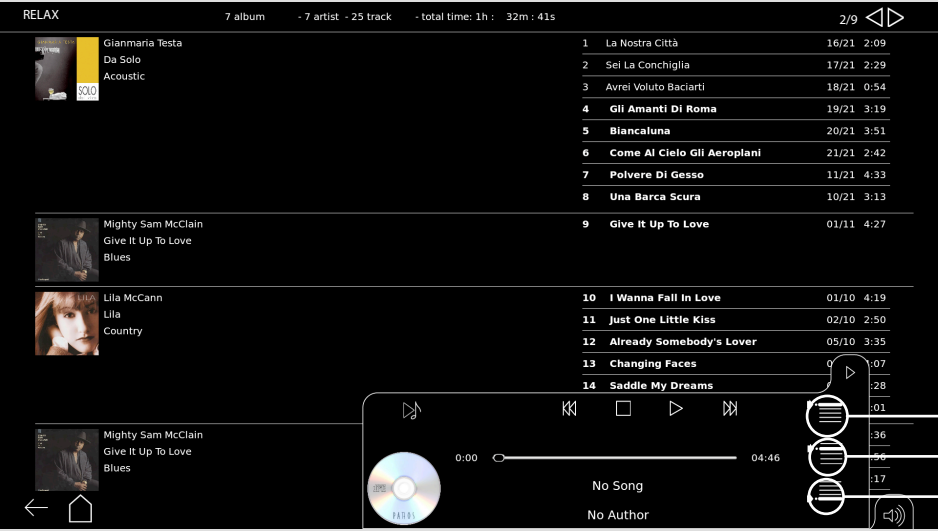 RELAX 7 album - 7 artist - 25 track - total time: 1h : 32m : 41s 2/9
Gianmaria Testa
Da Solo
Acoustic
SOLO
1 La Nostra Città 16/21 2:09
2 Sei La Conchiglia 17/21 2:29
3 Avrei Voluto Baciarti 18/21 0:54
4 Gli Amanti Di Roma 19/21 3:19
5 Biancaluna 20/21 3:51
6 Come Al Cielo Gli Aeroplani 21/21 2:42
7 Polvere Di Gesso 11/21 4:33
8 Una Barca Scura 10/21 3:13
Mighty Sam McClain
Give It Up To Love
Blues
9 Give It Up To Love 01/11 4:27
Lila McCann
Lila
Country
LILA
10 I Wanna Fall In Love 01/10 4:19
11 Just One Little Kiss 02/10 2:50
12 Already Somebody's Lover 05/10 3:35
13 Changing Faces :07
14 Saddle My Dreams :28
:01
Mighty Sam McClain
Give It Up To Love
Blues
:36
:56
:17
0:00 04:46
No Song
No Author